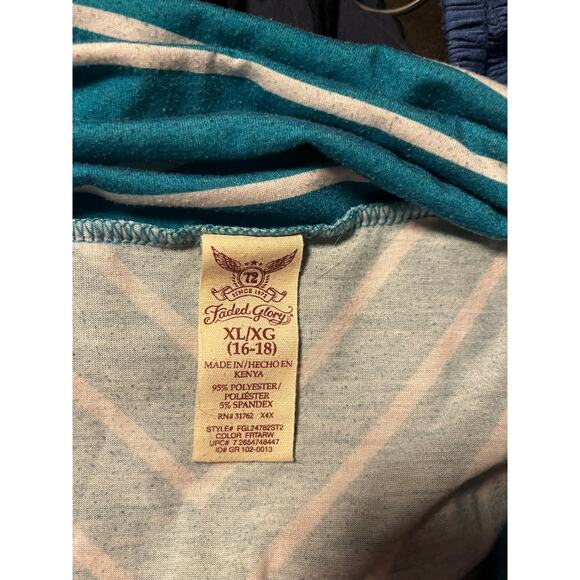 '72
SINCE 1972
Faded Glory
XL/XG
(16-18)
MADE IN/HECHO EN
KENYA
95% POLYESTER/
POLIÉSTER
5% SPANDEX
RN# 31762 X4X
STYLE# FGL24782ST2
COLOR FRTARW
UPC# 7 2654748447
ID# GR 102-0013